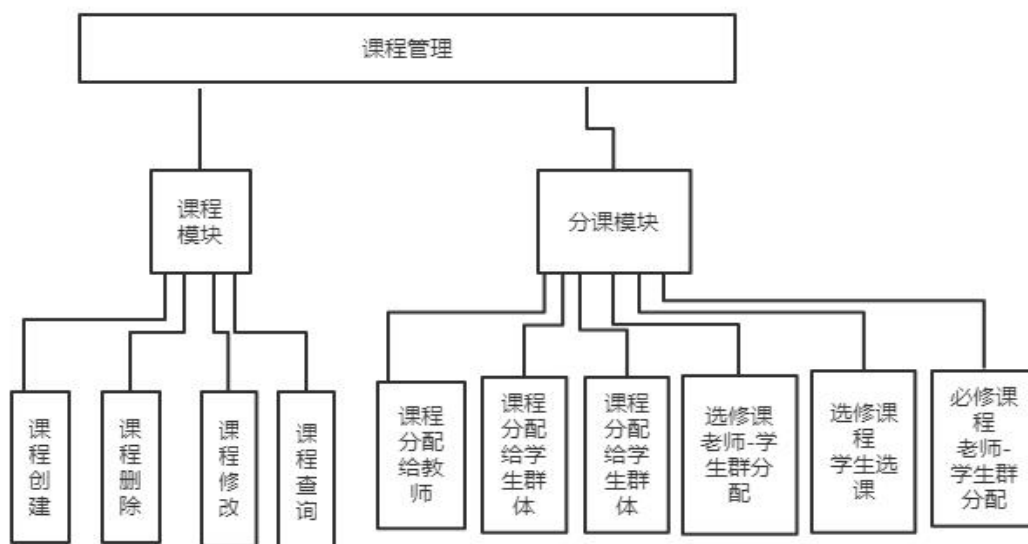 课程管理
课程
模块
分课模块
课
程
创
建
课
程
删
除
课
程
修
改
课
程
查
询
课程
分配
给教
师
课程
分配
给学
生群
体
课程
分配
给学
生群
体
选修课
老师-学
生群分
配
选修课
程
学生选
课
必修课
程
老师-
学生群
分配